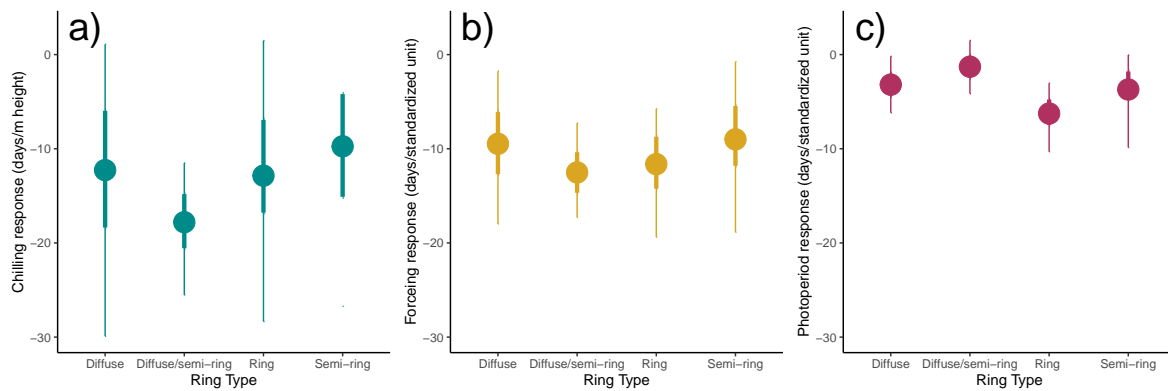 a)
Chilling response (days/m height)
0
−10
−20
−30
Diffuse Diffuse/semi−ring Ring Semi−ring
Ring Type
b)
Forceing response (days/standardized unit)
0
−10
−20
−30
Diffuse Diffuse/semi−ring Ring Semi−ring
Ring Type
c)
Photoperiod response (days/standardized unit)
0
−10
−20
−30
Diffuse Diffuse/semi−ring Ring Semi−ring
Ring Type